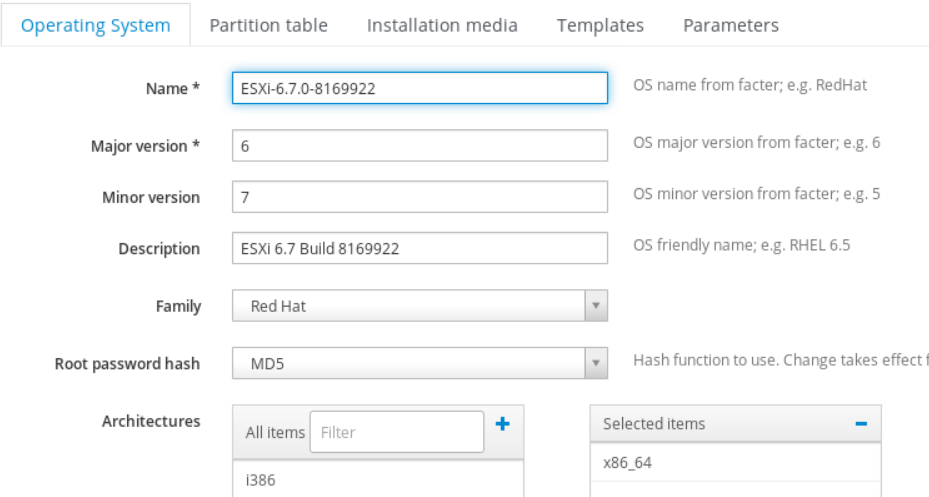 Operating System Partition table Installation media Templates Parameters
Name * ESXi-6.7.0-8169922 OS name from facter; e.g. RedHat
Major version * 6 OS major version from facter; e.g. 6
Minor version 7 OS minor version from facter; e.g. 5
Description ESXi 6.7 Build 8169922 OS friendly name; e.g. RHEL 6.5
Family Red Hat
Root password hash MD5 Hash function to use. Change takes effect f
Architectures All items Filter + Selected items −
i386 x86_64